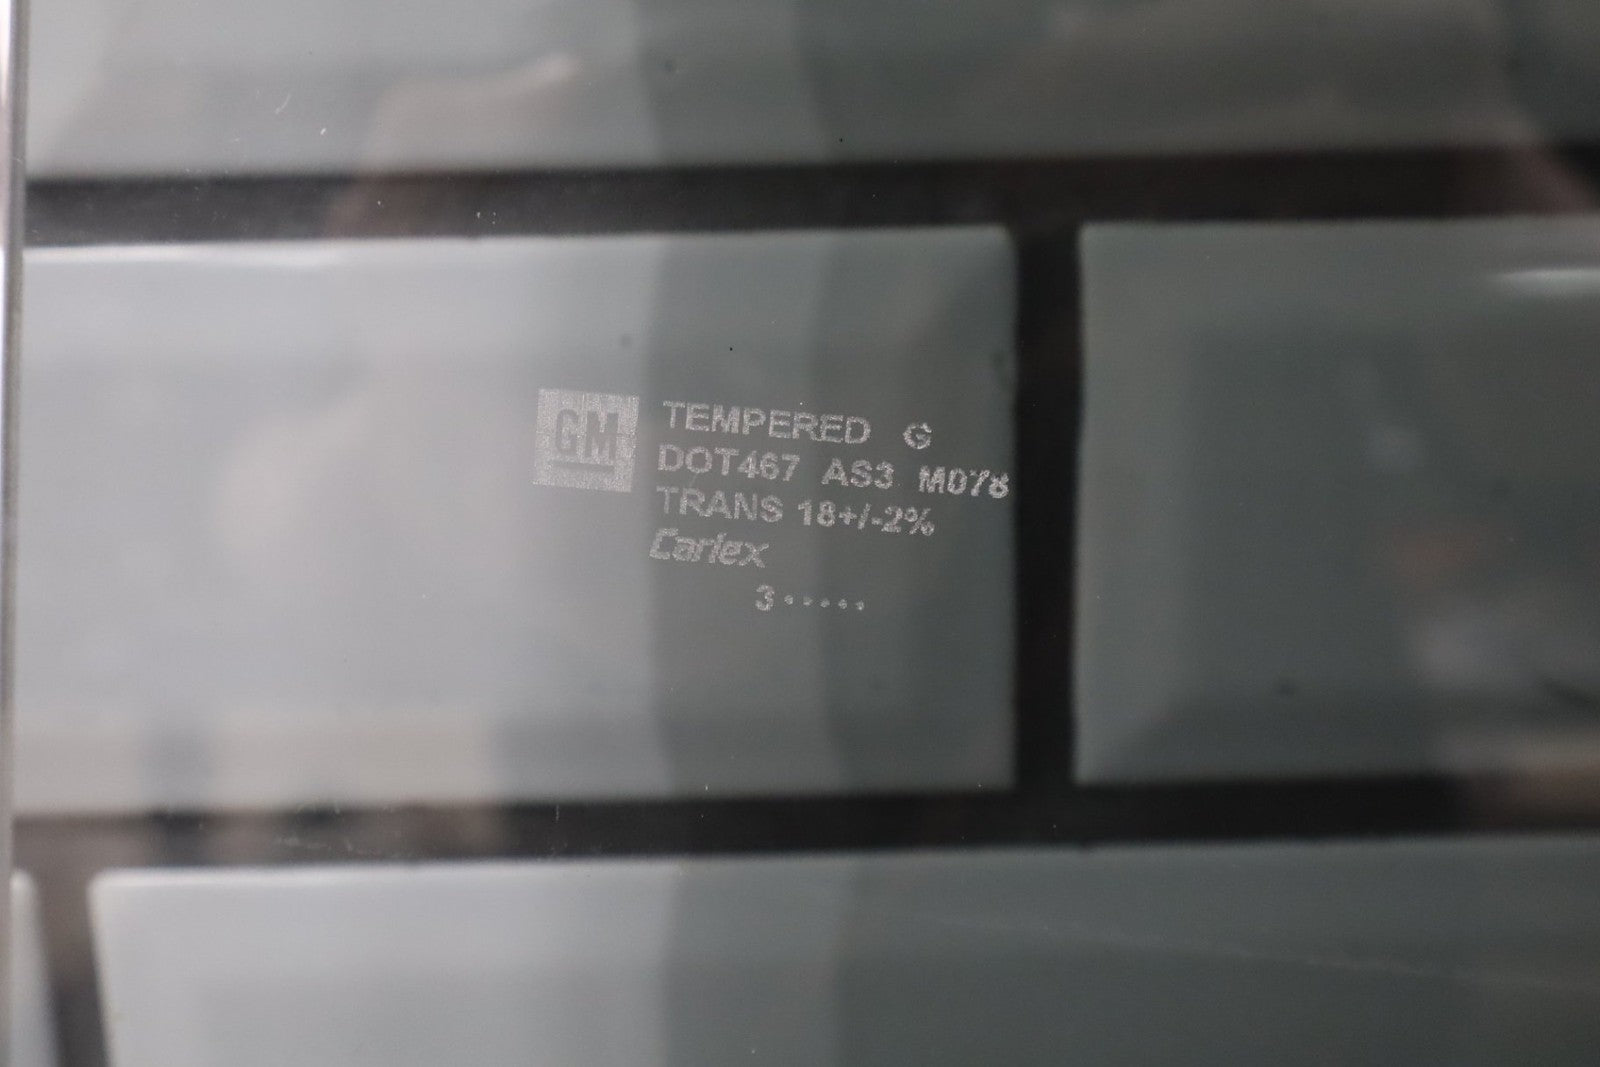 GM
TEMPERED G
DOT467 AS3 M078
TRANS 18+/-2%
Carlex
3·····